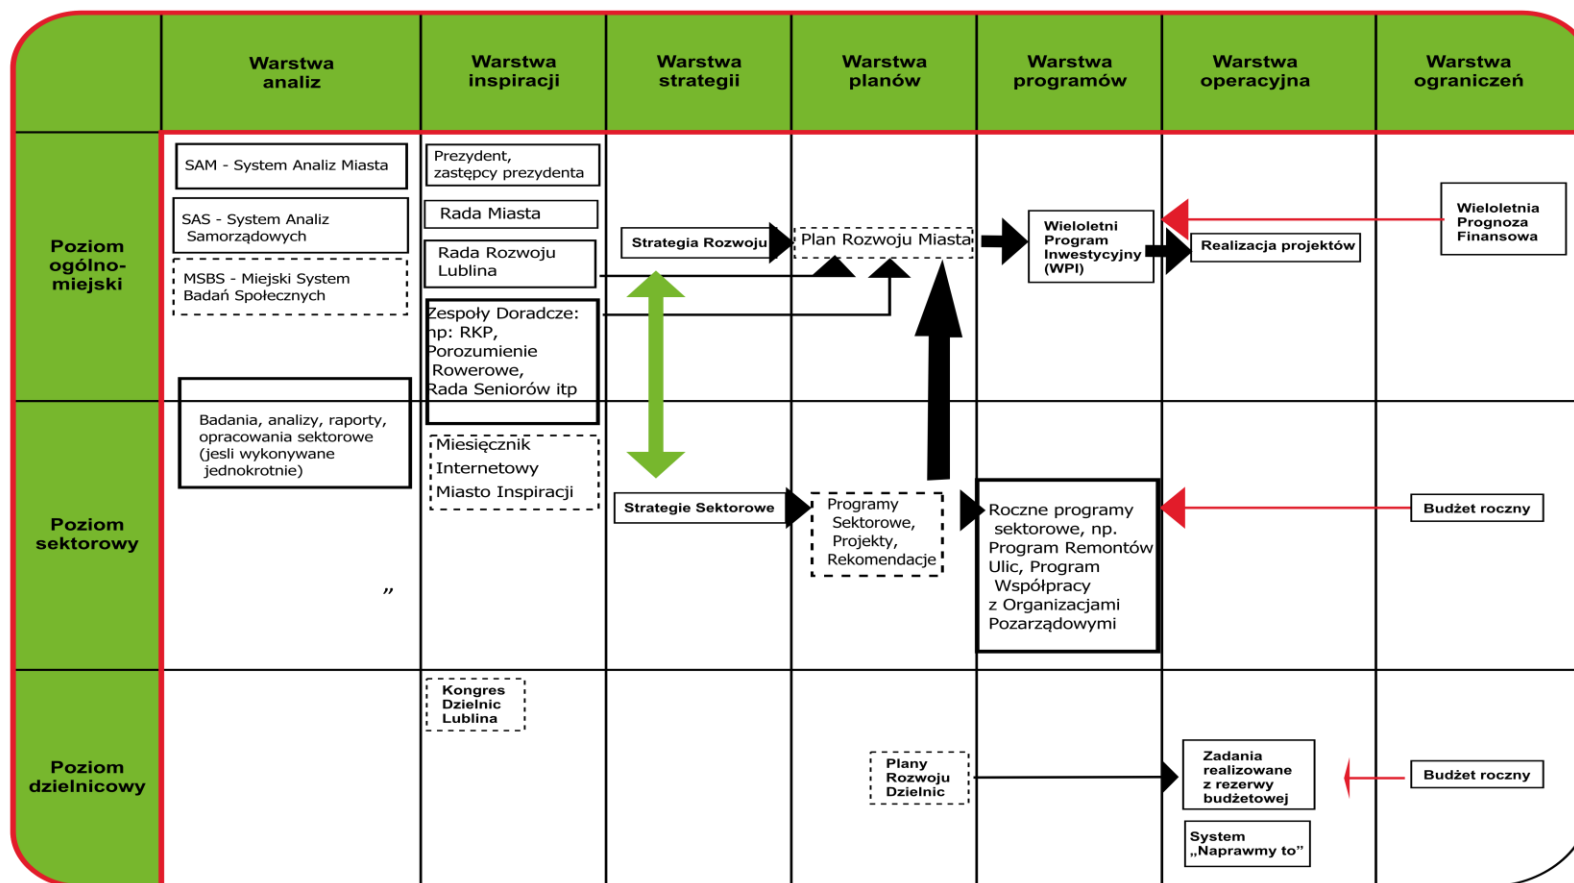 Warstwa
analiz
Warstwa
inspiracji
Warstwa
strategii
Warstwa
planów
Warstwa
programów
Warstwa
operacyjna
Warstwa
ograniczeń
Poziom
ogólno-
miejski
SAM - System Analiz Miasta
SAS - System Analiz
Samorządowych
MSBS - Miejski System
Badań Społecznych
Prezydent,
zastępcy prezydenta
Rada Miasta
Rada Rozwoju
Lublina
Zespoły Doradcze:
np: RKP,
Porozumienie
Rowerowe,
Rada Seniorów itp
Strategia Rozwoju
Plan Rozwoju Miasta
Wieloletni
Program
Inwestycyjny
(WPI)
Realizacja projektów
Wieloletnia
Prognoza
Finansowa
Poziom
sektorowy
Badania, analizy, raporty,
opracowania sektorowe
(jesli wykonywane
jednokrotnie)
„
Miesięcznik
Internetowy
Miasto Inspiracji
Strategie Sektorowe
Programy
Sektorowe,
Projekty,
Rekomendacje
Roczne programy
sektorowe, np.
Program Remontów
Ulic, Program
Współpracy
z Organizacjami
Pozarządowymi
Budżet roczny
Poziom
dzielnicowy
Kongres
Dzielnic
Lublina
Plany
Rozwoju
Dzielnic
Zadania
realizowane
z rezerwy
budżetowej
System
„Naprawmy to”
Budżet roczny